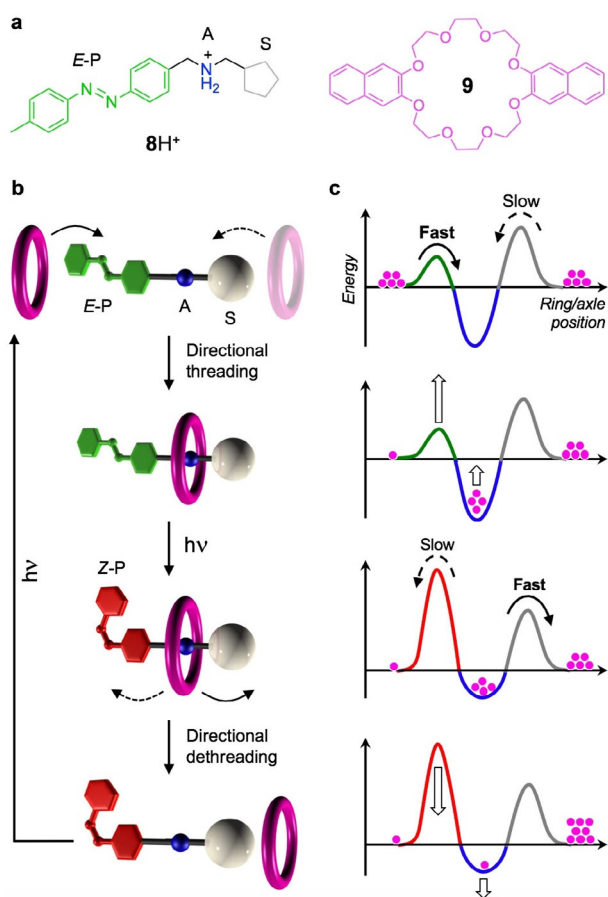 a
E-P
A
S
N
N
+
N
H2
8H+
O
O
O
O
O
O
O
O
9
b
E-P
A
S
Directional
threading
hν
Z-P
hν
Directional
dethreading
c
Energy
Fast
Slow
Ring/axle
position
Slow
Fast